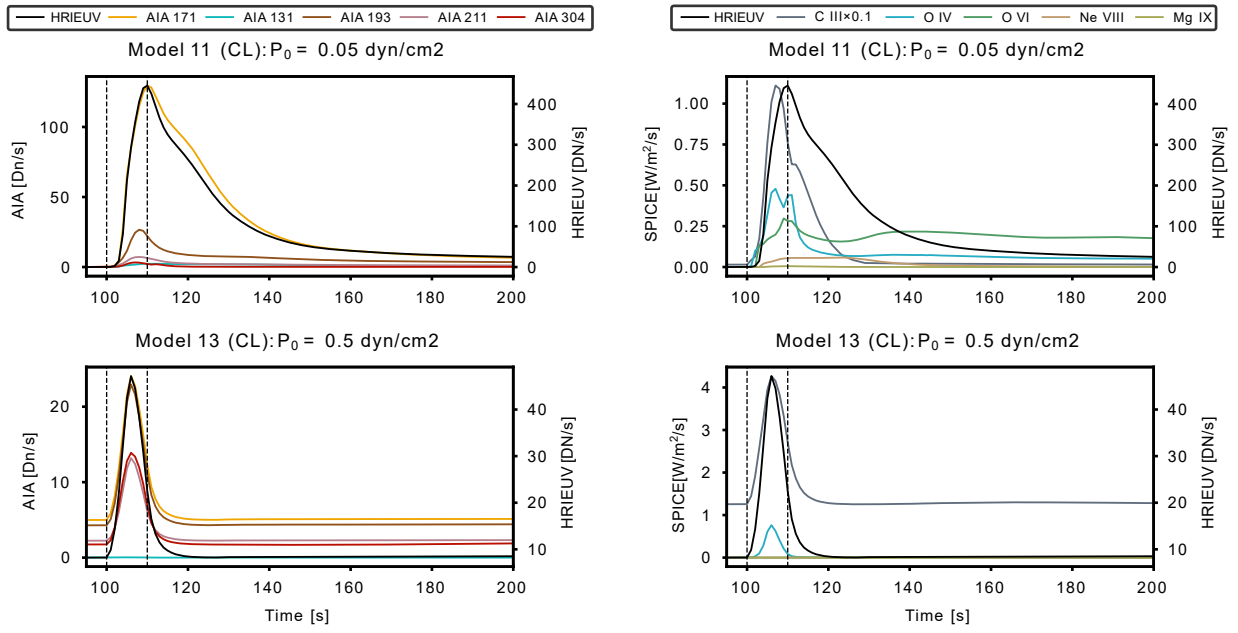 HRIEUV AIA 171 AIA 131 AIA 193 AIA 211 AIA 304
HRIEUV C III×0.1 O IV O VI Ne VIII Mg IX
Model 11 (CL): P₀ = 0.05 dyn/cm2
AIA [Dn/s]
100
50
0
400
300
200
100
0
HRIEUV [DN/s]
100 120 140 160 180 200
Model 11 (CL): P₀ = 0.05 dyn/cm2
SPICE[W/m²/s]
1.00
0.75
0.50
0.25
0.00
400
300
200
100
0
HRIEUV [DN/s]
100 120 140 160 180 200
Model 13 (CL): P₀ = 0.5 dyn/cm2
AIA [Dn/s]
20
10
0
40
30
20
10
HRIEUV [DN/s]
100 120 140 160 180 200
Time [s]
Model 13 (CL): P₀ = 0.5 dyn/cm2
SPICE[W/m²/s]
4
3
2
1
0
40
30
20
10
HRIEUV [DN/s]
100 120 140 160 180 200
Time [s]